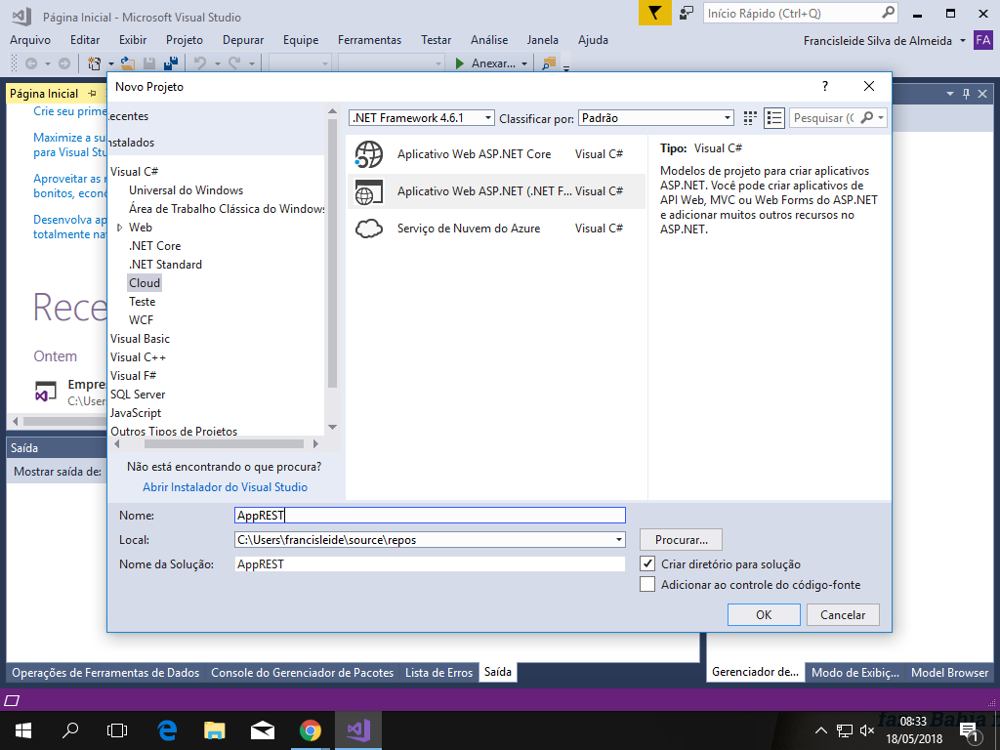 Página Inicial - Microsoft Visual Studio
Início Rápido (Ctrl+Q)
Arquivo Editar Exibir Projeto Depurar Equipe Ferramentas Testar Análise Janela Ajuda
Francisleide Silva de Almeida FA
Anexar...
Página Inicial
Crie seu prime
Maximize a su
para Visual Stu
Aproveitar as
bonitos, econo
Desenvolva ap
totalmente nat
Rece
Ontem
Empre
C:\User
Saída
Mostrar saída de:
Novo Projeto
?
ecentes
nstalados
Visual C#
Universal do Windows
Área de Trabalho Clássica do Windows
Web
.NET Core
.NET Standard
Cloud
Teste
WCF
Visual Basic
Visual C++
Visual F#
SQL Server
JavaScript
Outros Tipos de Projetos
Não está encontrando o que procura?
Abrir Instalador do Visual Studio
.NET Framework 4.6.1
Classificar por: Padrão
Pesquisar (C
Aplicativo Web ASP.NET Core Visual C#
Aplicativo Web ASP.NET (.NET F... Visual C#
Serviço de Nuvem do Azure Visual C#
Tipo: Visual C#
Modelos de projeto para criar aplicativos
ASP.NET. Você pode criar aplicativos de
API Web, MVC ou Web Forms do ASP.NET
e adicionar muitos outros recursos no
ASP.NET.
Nome: AppREST
Local: C:\Users\francisleide\source\repos
Procurar...
Nome da Solução: AppREST
Criar diretório para solução
Adicionar ao controle do código-fonte
OK Cancelar
Operações de Ferramentas de Dados Console do Gerenciador de Pacotes Lista de Erros Saída
Gerenciador de... Modo de Exibiç... Model Browser
08:33
18/05/2018
1